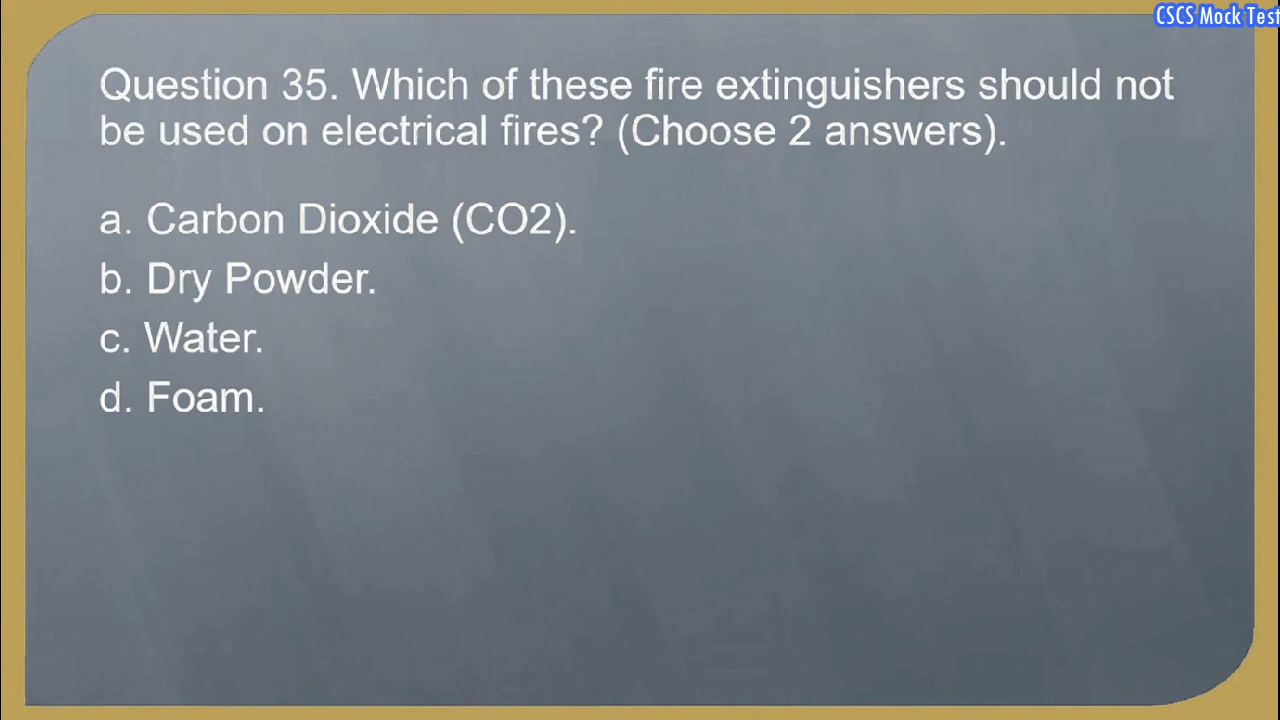 CSCS Mock Test
Question 35. Which of these fire extinguishers should not
be used on electrical fires? (Choose 2 answers).
a. Carbon Dioxide (CO2).
b. Dry Powder.
c. Water.
d. Foam.